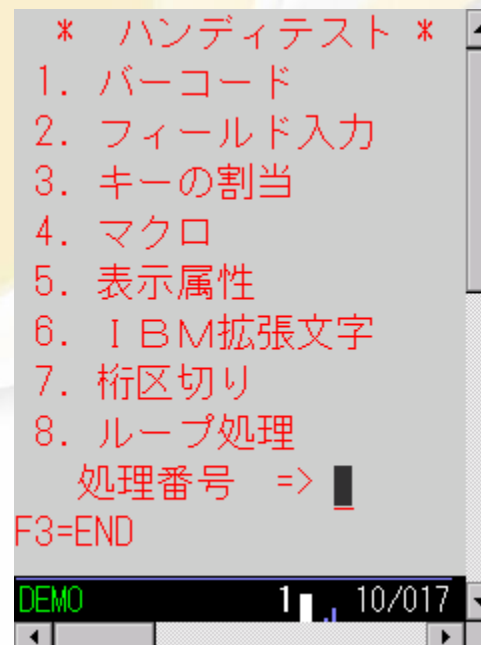 * ハンディテスト *
1. バーコード
2. フィールド入力
3. キーの割当
4. マクロ
5. 表示属性
6. IBM拡張文字
7. 桁区切り
8. ループ処理
処理番号 =>
F3=END
DEMO 1 10/017